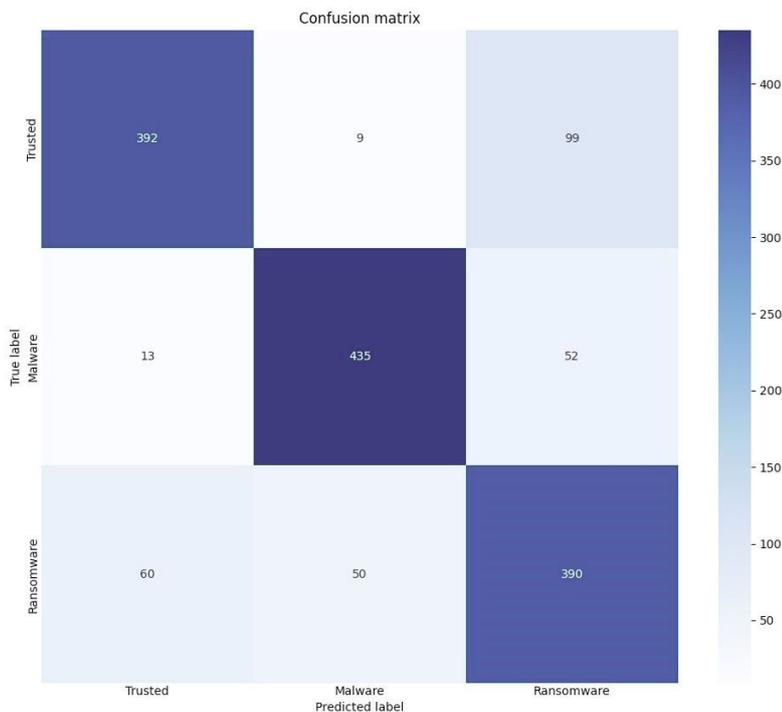 Confusion matrix
Trusted
392
9
99
400
350
300
250
200
150
100
50
True label
Malware
13
435
52
Ransomware
60
50
390
Trusted
Malware
Ransomware
Predicted label